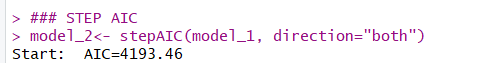 > ### STEP AIC
> model_2<- stepAIC(model_1, direction="both")
Start:  AIC=4193.46